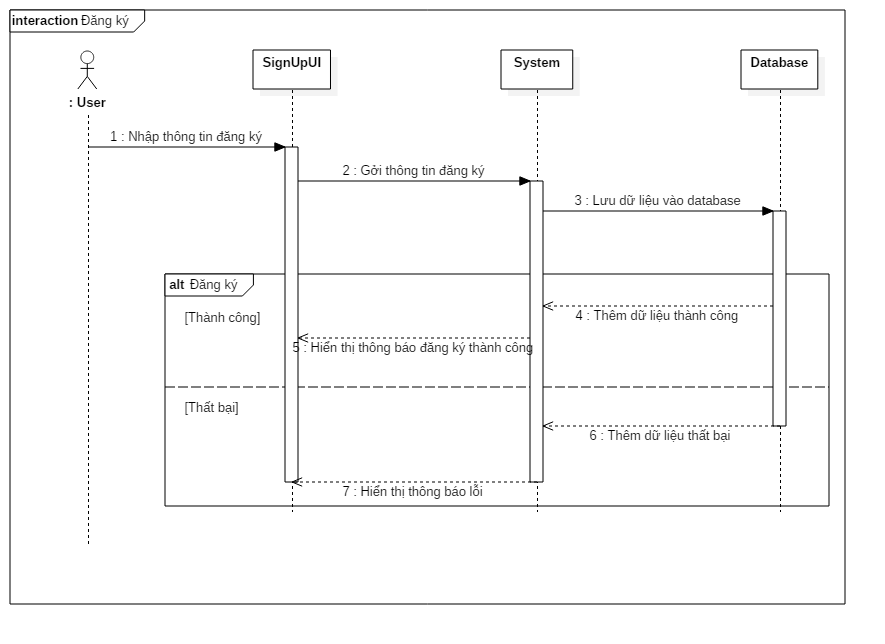 interaction Đăng ký
SignUpUI
System
Database
: User
1 : Nhập thông tin đăng ký
2 : Gởi thông tin đăng ký
3 : Lưu dữ liệu vào database
alt Đăng ký
[Thành công]
4 : Thêm dữ liệu thành công
5 : Hiển thị thông báo đăng ký thành công
[Thất bại]
6 : Thêm dữ liệu thất bại
7 : Hiển thị thông báo lỗi